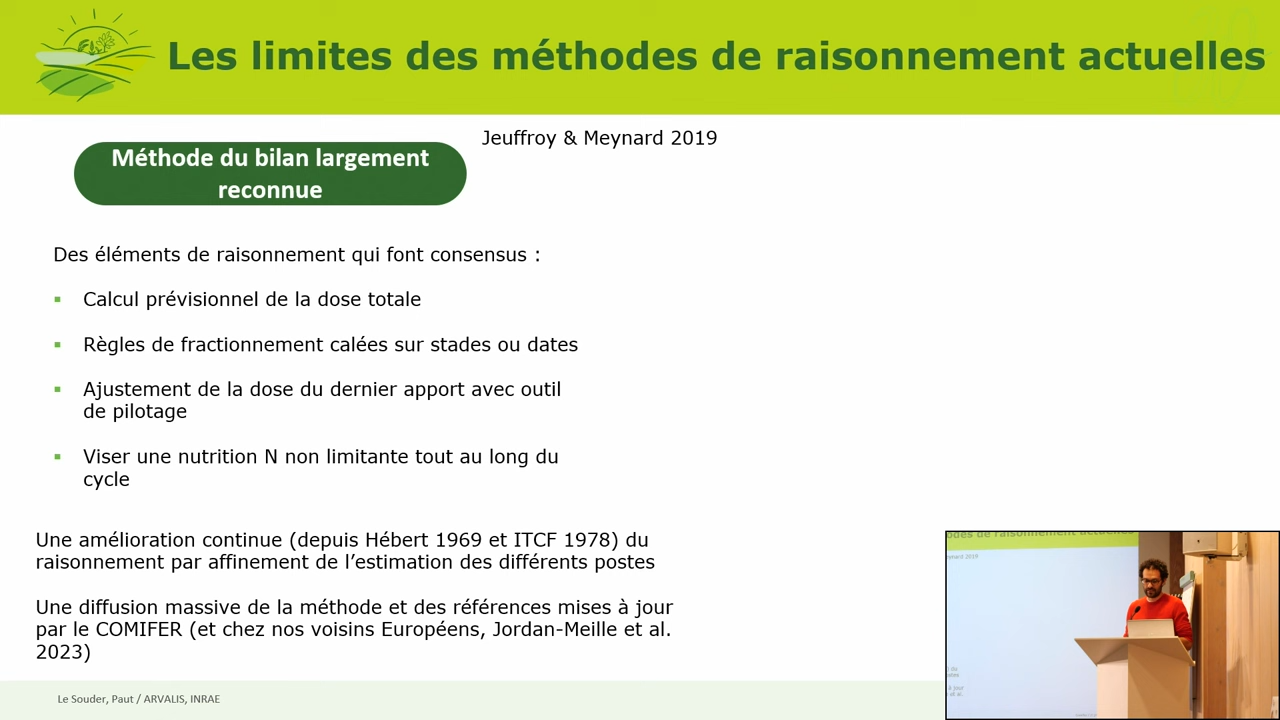 Les limites des méthodes de raisonnement actuelles
Jeuffroy & Meynard 2019
Méthode du bilan largement
reconnue
Des éléments de raisonnement qui font consensus :
▪ Calcul prévisionnel de la dose totale
▪ Règles de fractionnement calées sur stades ou dates
▪ Ajustement de la dose du dernier apport avec outil
de pilotage
▪ Viser une nutrition N non limitante tout au long du
cycle
Une amélioration continue (depuis Hébert 1969 et ITCF 1978) du
raisonnement par affinement de l’estimation des différents postes
Une diffusion massive de la méthode et des références mises à jour
par le COMIFER (et chez nos voisins Européens, Jordan-Meille et al.
2023)
Le Souder, Paut / ARVALIS, INRAE